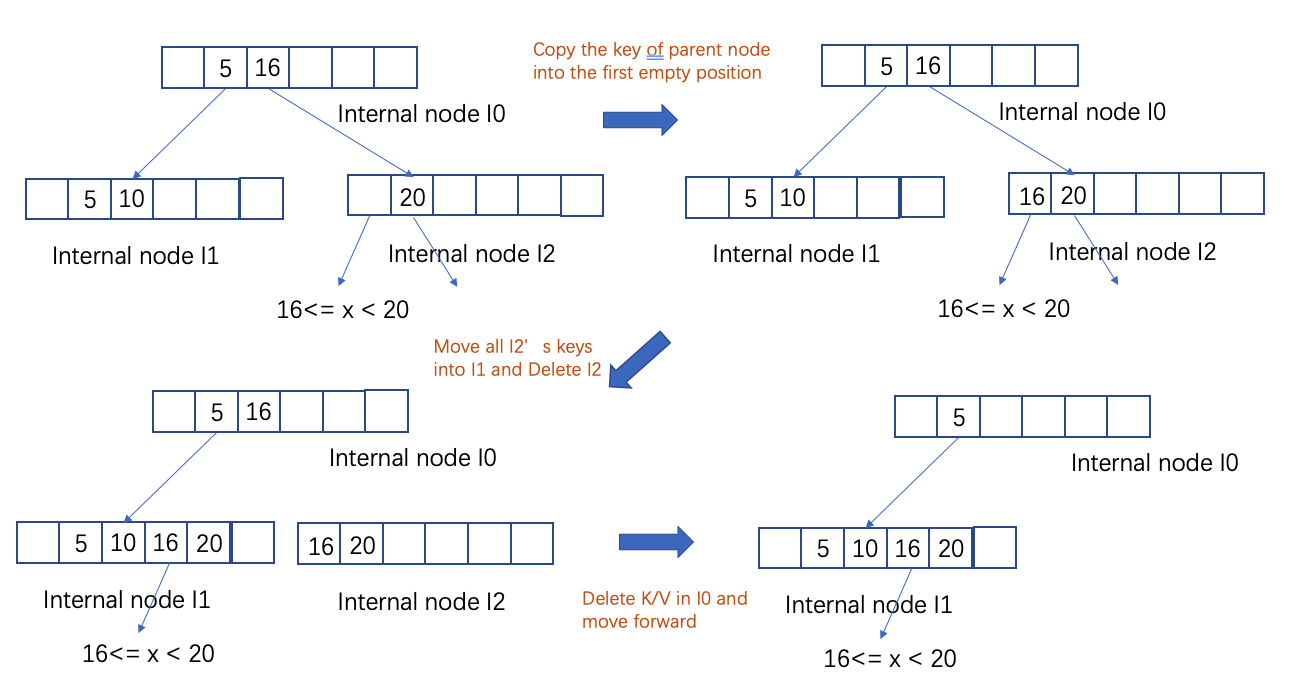 5 16
Internal node I0
5 10
Internal node I1
20
Internal node I2
16<= x < 20
Copy the key of parent node
into the first empty position
5 16
Internal node I0
5 10
Internal node I1
16 20
Internal node I2
16<= x < 20
Move all I2’ s keys
into I1 and Delete I2
5 16
Internal node I0
5 10 16 20
Internal node I1
16<= x < 20
16 20
Internal node I2
Delete K/V in I0 and
move forward
5
Internal node I0
5 10 16 20
Internal node I1
16<= x < 20